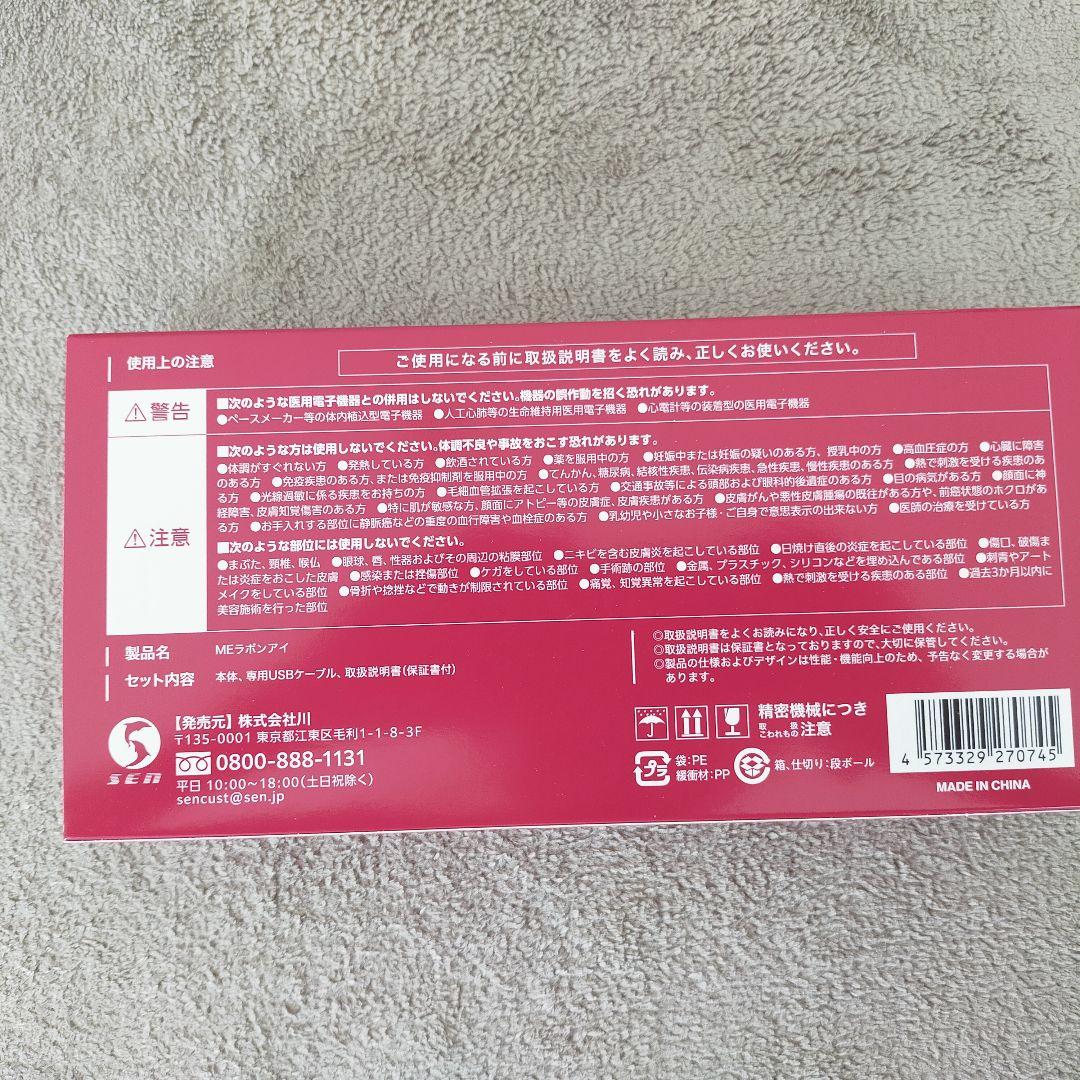 使用上の注意
ご使用になる前に取扱説明書をよく読み、正しくお使いください。
⚠警告
■次のような医用電子機器との併用はしないでください。機器の誤作動を招く恐れがあります。
●ペースメーカー等の体内植込型電子機器 ●人工心肺等の生命維持用医用電子機器 ●心電計等の装着型の医用電子機器
⚠注意
■次のような方は使用しないでください。体調不良や事故をおこす恐れがあります。
●体調がすぐれない方 ●発熱している方 ●飲酒されている方 ●薬を服用中の方 ●妊娠中または妊娠の疑いのある方、授乳中の方 ●高血圧症の方 ●心臓に障害
のある方 ●免疫疾患のある方、または免疫抑制剤を服用中の方 ●てんかん、糖尿病、結核性疾患、伝染病疾患、急性疾患、慢性疾患のある方 ●熱で刺激を受ける疾患のあ
る方 ●光線過敏に係る疾患をお持ちの方 ●毛細血管拡張を起こしている方 ●交通事故等による頭部および眼科的後遺症のある方 ●目の病気がある方 ●顔面に神
経障害、皮膚知覚傷害のある方 ●特に肌が敏感な方、顔面にアトピー等の皮膚症、皮膚疾患がある方 ●皮膚がんや悪性皮膚腫瘍の既往がある方や、前癌状態のホクロがあ
る方 ●お手入れする部位に静脈癌などの重度の血行障害や血栓症のある方 ●乳幼児や小さなお子様・ご自身で意思表示の出来ない方 ●医師の治療を受けている方
■次のような部位には使用しないでください。
●まぶた、頸椎、喉仏 ●眼球、唇、性器およびその周辺の粘膜部位 ●ニキビを含む皮膚炎を起こしている部位 ●日焼け直後の炎症を起こしている部位 ●傷口、破傷ま
たは炎症をおこした皮膚 ●感染または挫傷部位 ●ケガをしている部位 ●手術跡の部位 ●金属、プラスチック、シリコンなどを埋め込んである部位 ●刺青やアート
メイクをしている部位 ●骨折や捻挫などで動きが制限されている部位 ●痛覚、知覚異常を起こしている部位 ●熱で刺激を受ける疾患のある部位 ●過去3か月以内に
美容施術を行った部位
製品名 MEラボンアイ
セット内容 本体、専用USBケーブル、取扱説明書(保証書付)
◎取扱説明書をよくお読みになり、正しく安全にご使用ください。
◎取扱説明書は保証書となっておりますので、大切に保管してください。
◎製品の仕様およびデザインは性能・機能向上のため、予告なく変更する場合が
あります。
SEN
【発売元】株式会社川
〒135-0001 東京都江東区毛利1-1-8-3F
0800-888-1131
平日 10:00〜18:00(土日祝除く)
sencust@sen.jp
精密機械につき
取扱注意
こわれもの
プラ
袋:PE
緩衝材:PP
紙
箱、仕切り:段ボール
4 573329 270745
MADE IN CHINA